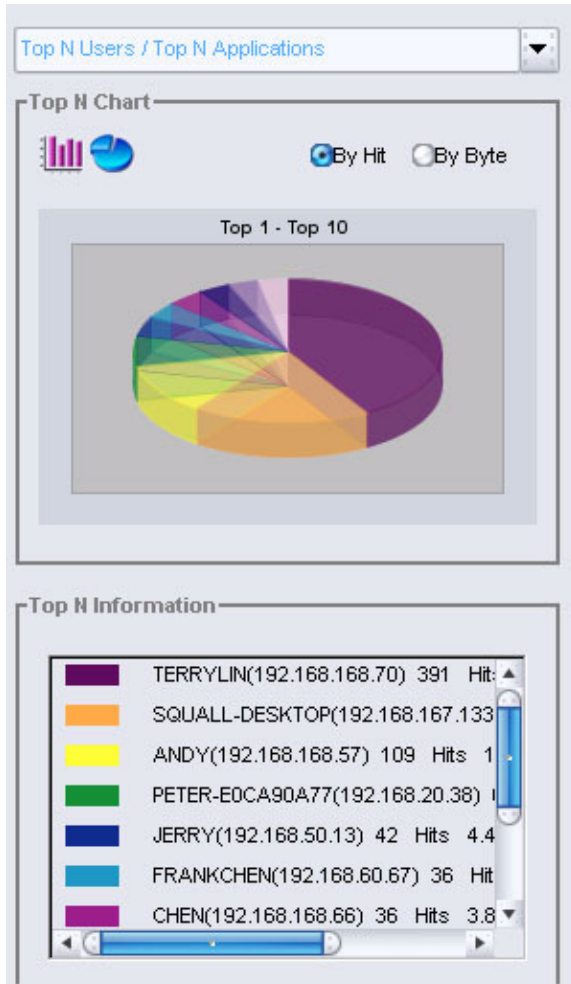 Top N Users / Top N Applications
Top N Chart
By Hit By Byte
Top 1 - Top 10
Top N Information
TERRYLIN(192.168.168.70) 391 Hit
SQUALL-DESKTOP(192.168.167.133
ANDY(192.168.168.57) 109 Hits 1
PETER-E0CA90A77(192.168.20.38)
JERRY(192.168.50.13) 42 Hits 4.4
FRANKCHEN(192.168.60.67) 36 Hit
CHEN(192.168.168.66) 36 Hits 3.8